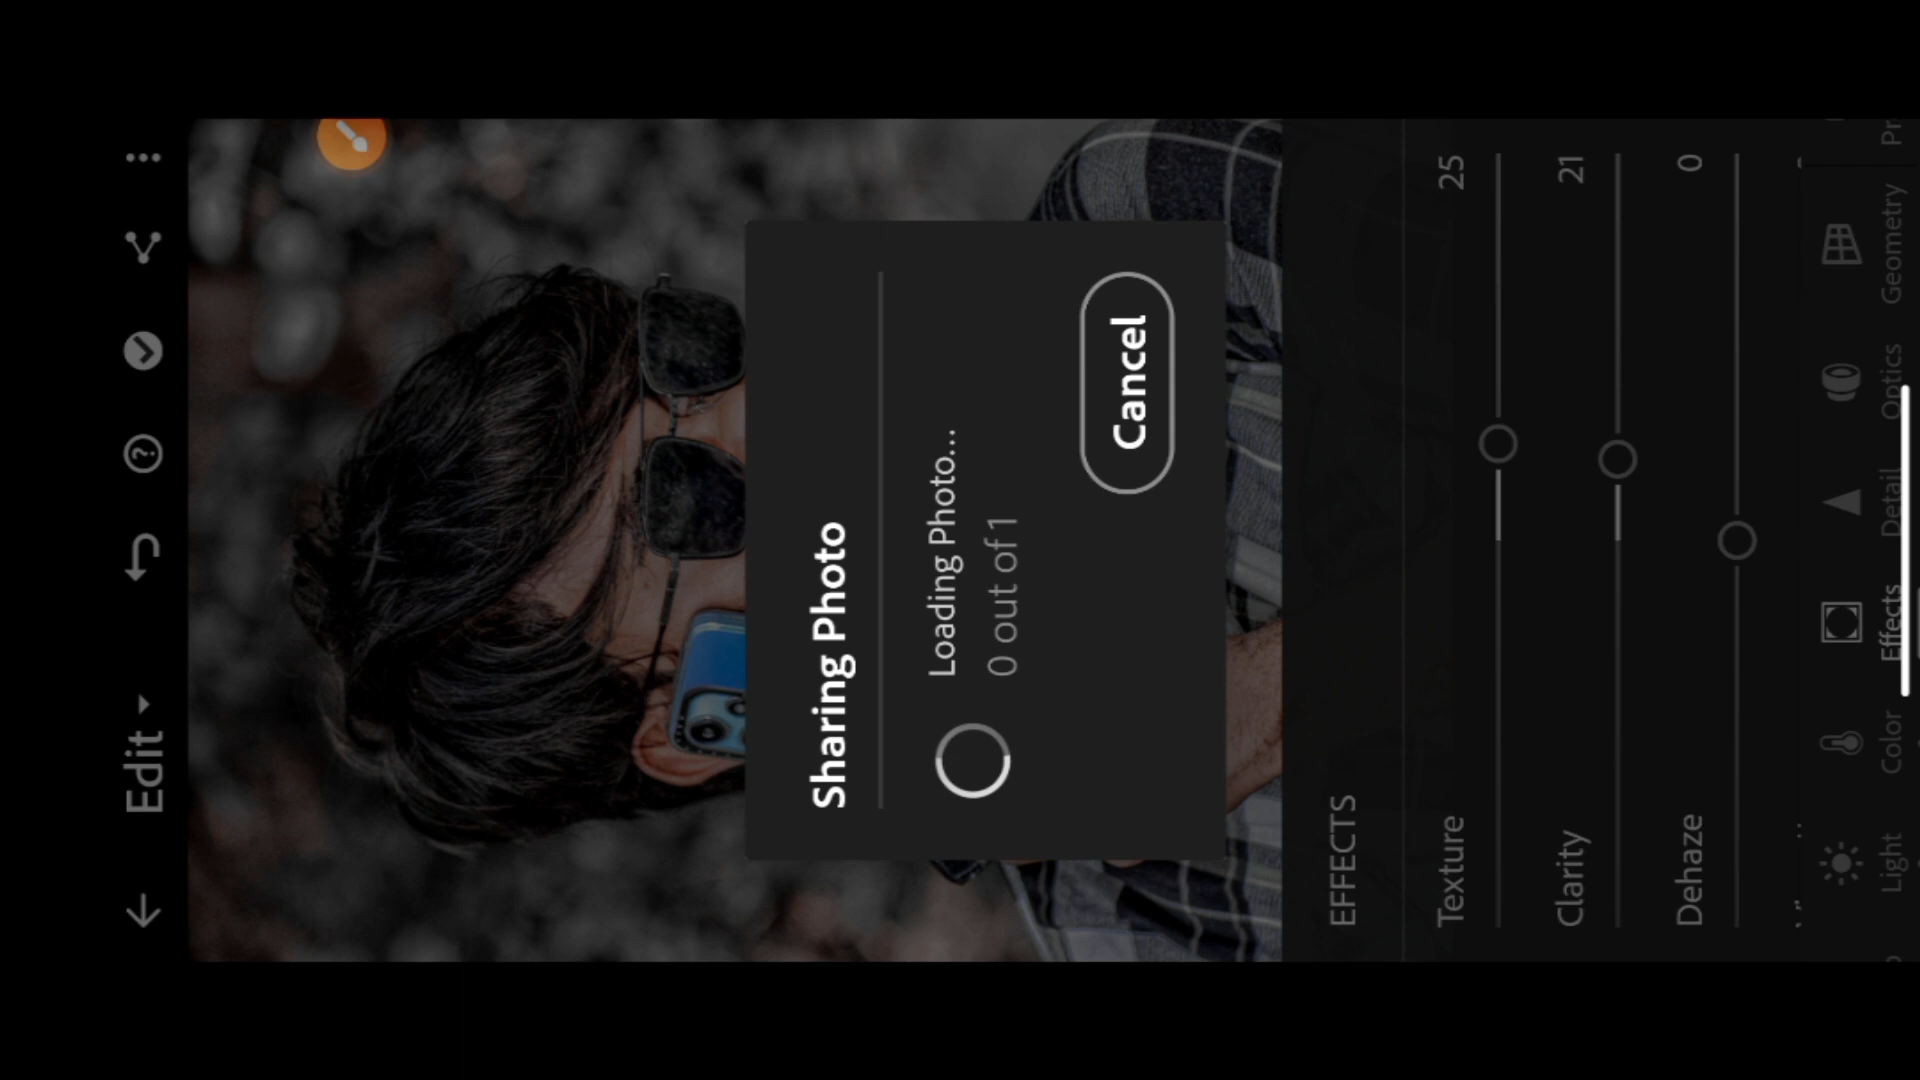 Edit
Sharing Photo
Loading Photo...
0 out of 1
Cancel
EFFECTS
Texture 25
Clarity 21
Dehaze 0
Light Color Effects Detail Optics Geometry